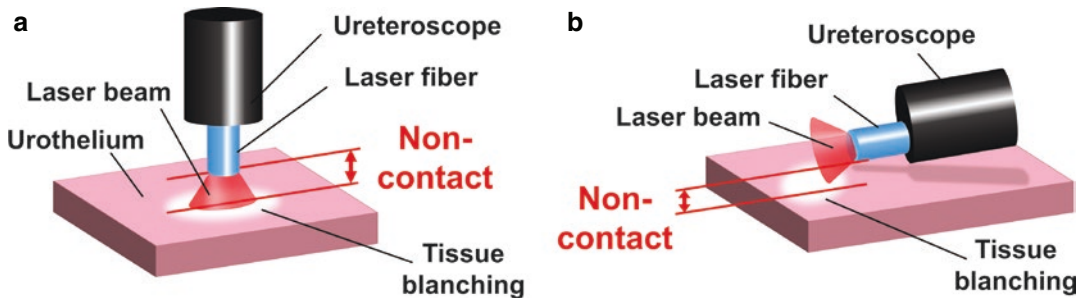 a
Ureteroscope
Laser fiber
Laser beam
Urothelium
Non-
contact
Tissue
blanching
b
Ureteroscope
Laser fiber
Laser beam
Non-
contact
Tissue
blanching